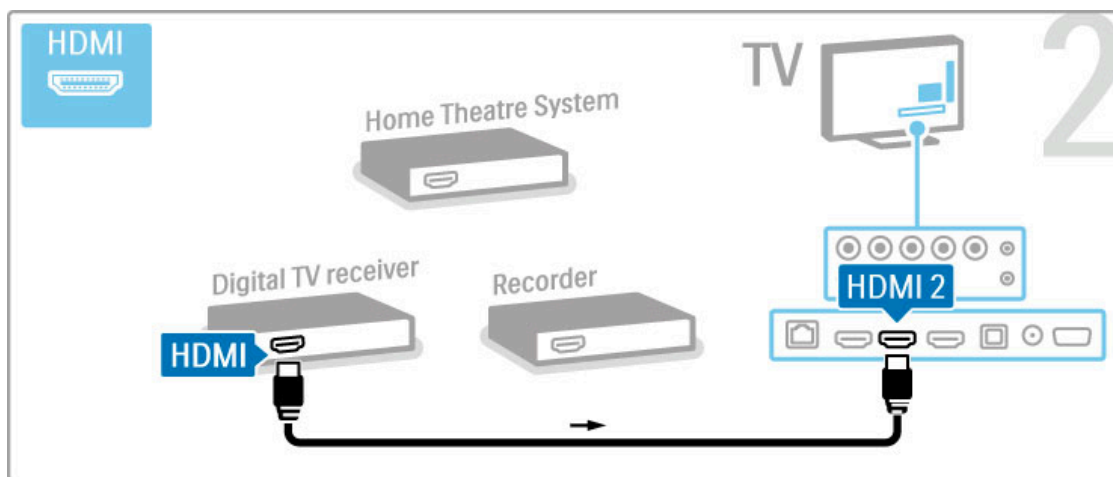 HDMI
TV
2
Home Theatre System
Digital TV receiver
Recorder
HDMI 2
HDMI